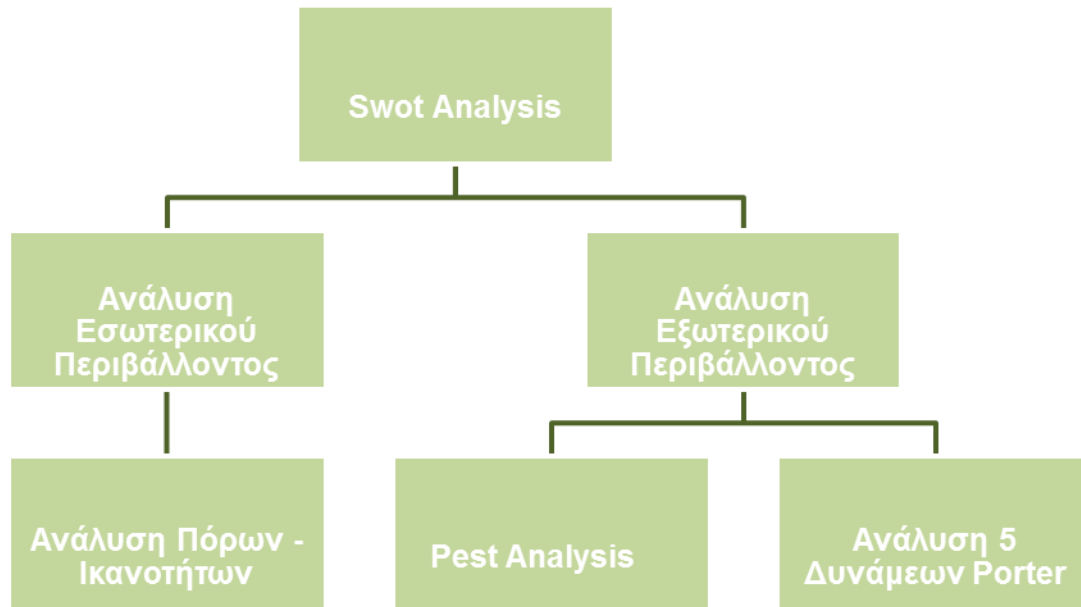 Swot Analysis
Ανάλυση
Εσωτερικού
Περιβάλλοντος
Ανάλυση
Εξωτερικού
Περιβάλλοντος
Ανάλυση Πόρων -
Ικανοτήτων
Pest Analysis
Ανάλυση 5
Δυνάμεων Porter